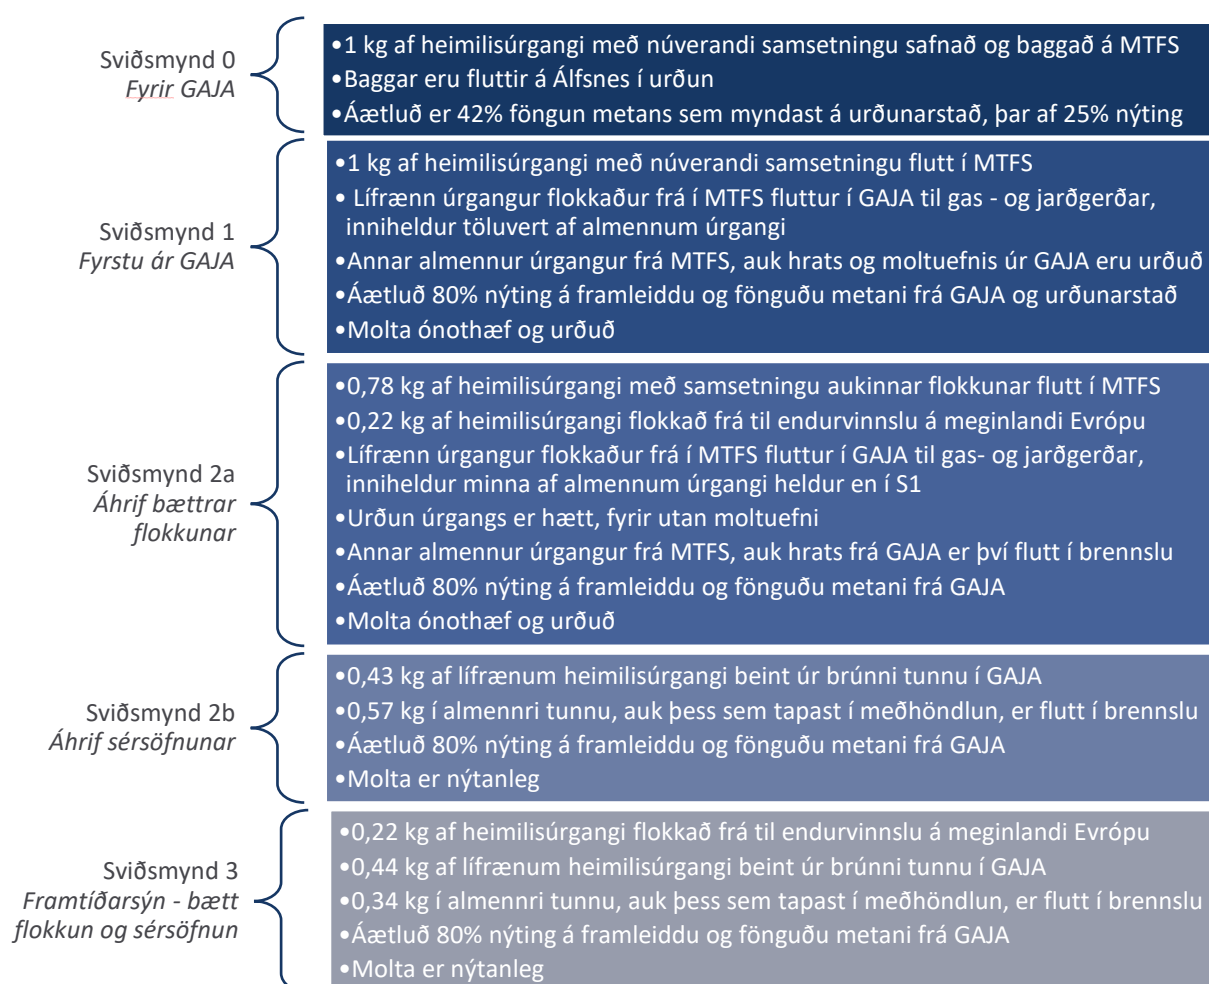 Sviðsmynd 0
Fyrir GAJA
•1 kg af heimilisúrgangi með núverandi samsetningu safnað og baggað á MTFS
•Baggar eru fluttir á Álfsnes í urðun
•Áætluð er 42% föngun metans sem myndast á urðunarstað, þar af 25% nýting
Sviðsmynd 1
Fyrstu ár GAJA
•1 kg af heimilisúrgangi með núverandi samsetningu flutt í MTFS
• Lífrænn úrgangur flokkaður frá í MTFS fluttur í GAJA til gas - og jarðgerðar,
inniheldur töluvert af almennum úrgangi
•Annar almennur úrgangur frá MTFS, auk hrats og moltuefnis úr GAJA eru urðuð
•Áætluð 80% nýting á framleiddu og fönguðu metani frá GAJA og urðunarstað
•Molta ónothæf og urðuð
Sviðsmynd 2a
Áhrif bættrar
flokkunar
•0,78 kg af heimilisúrgangi með samsetningu aukinnar flokkunar flutt í MTFS
•0,22 kg af heimilisúrgangi flokkað frá til endurvinnslu á meginlandi Evrópu
•Lífrænn úrgangur flokkaður frá í MTFS fluttur í GAJA til gas- og jarðgerðar,
inniheldur minna af almennum úrgangi heldur en í S1
•Urðun úrgangs er hætt, fyrir utan moltuefni
•Annar almennur úrgangur frá MTFS, auk hrats frá GAJA er því flutt í brennslu
•Áætluð 80% nýting á framleiddu og fönguðu metani frá GAJA
•Molta ónothæf og urðuð
Sviðsmynd 2b
Áhrif sérsöfnunar
•0,43 kg af lífrænum heimilisúrgangi beint úr brúnni tunnu í GAJA
•0,57 kg í almennri tunnu, auk þess sem tapast í meðhöndlun, er flutt í brennslu
•Áætluð 80% nýting á framleiddu og fönguðu metani frá GAJA
•Molta er nýtanleg
Sviðsmynd 3
Framtíðarsýn - bætt
flokkun og sérsöfnun
•0,22 kg af heimilisúrgangi flokkað frá til endurvinnslu á meginlandi Evrópu
•0,44 kg af lífrænum heimilisúrgangi beint úr brúnni tunnu í GAJA
•0,34 kg í almennri tunnu, auk þess sem tapast í meðhöndlun, er flutt í brennslu
•Áætluð 80% nýting á framleiddu og fönguðu metani frá GAJA
•Molta er nýtanleg